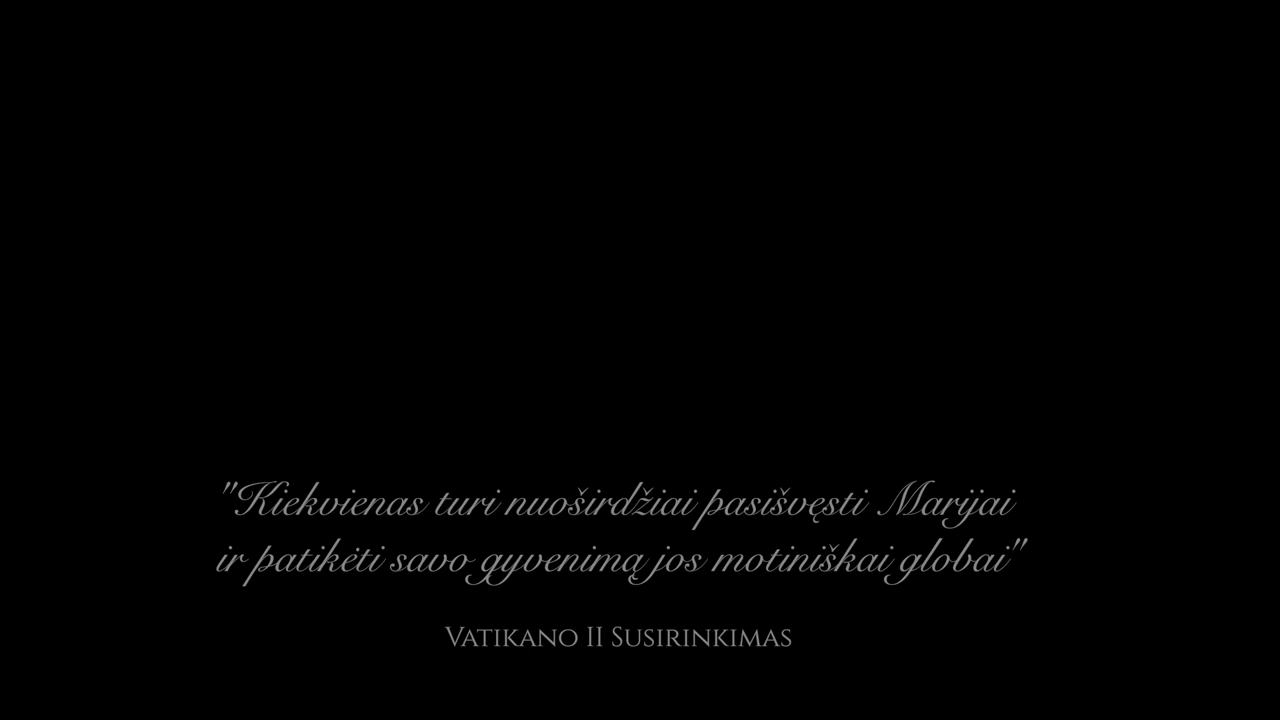 "Kiekvienas turi nuoširdžiai pasišvęsti Marijai
ir patikėti savo gyvenimą jos motiniškai globai"
Vatikano II Susirinkimas